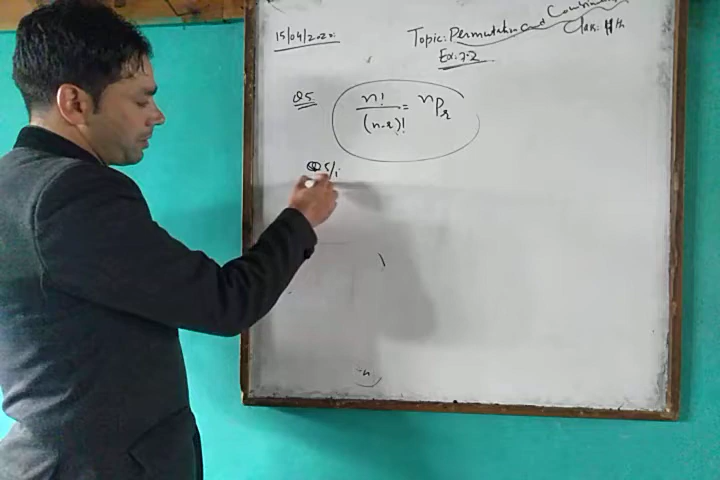 15/04/2020:
Topic: Permutation and Combination
Class: 11th
Ex: 7.2
Q5
n!/(n-r)! = nPr
Q5/i